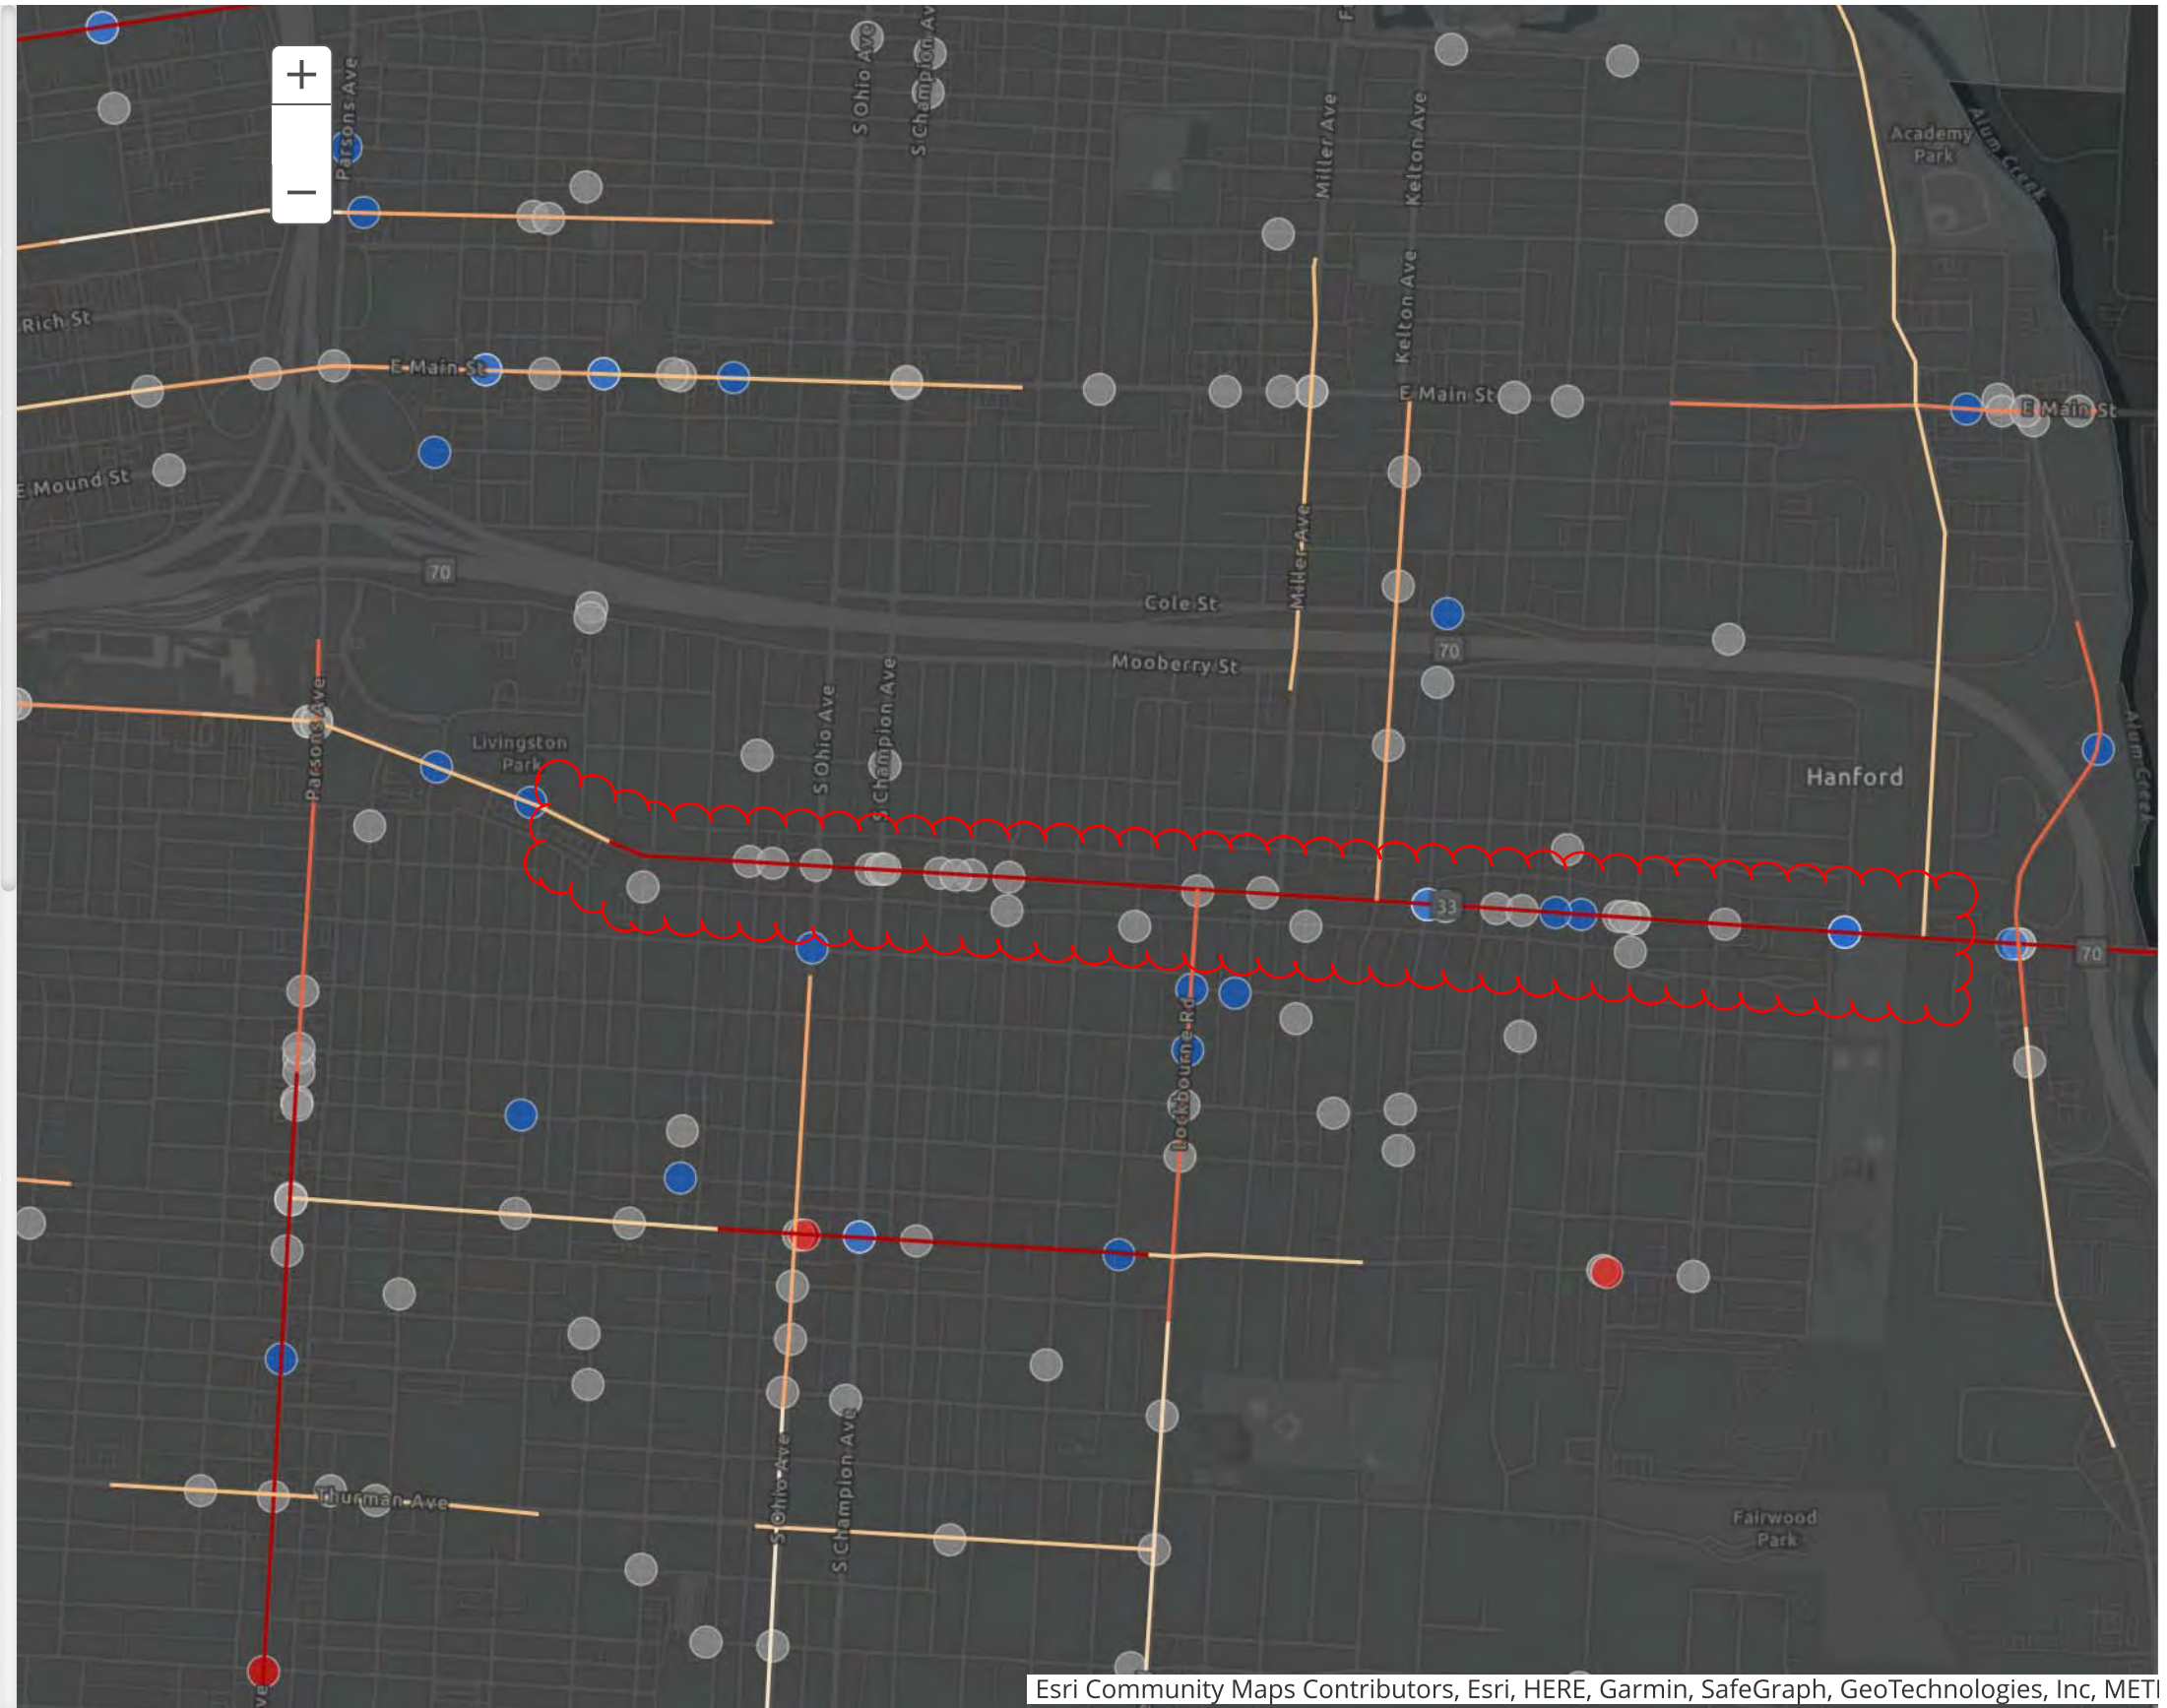 F
S Ohio Ave
S Champion Av
+
Parsons Ave
−
Miller Ave
Kelton Ave
Academy
Park
Alum Creek
Kelton Ave
Rich St
E Main St
E Main St
E Main St
E Mound St
70
Cole St
Miller Ave
70
Mooberry St
Parsons Ave
Livingston
Park
S Ohio Ave
S Champion Ave
Hanford
Alum Creek
33
70
Lockbourne Rd
S Ohio Ave
S Champion Ave
Thurman Ave
Fairwood
Park
ve
Esri Community Maps Contributors, Esri, HERE, Garmin, SafeGraph, GeoTechnologies, Inc, METI